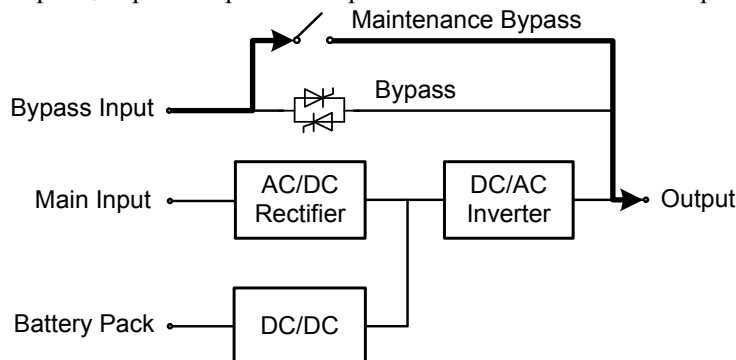 Maintenance Bypass
Bypass Input
Bypass
Main Input
AC/DC
Rectifier
DC/AC
Inverter
Output
Battery Pack
DC/DC